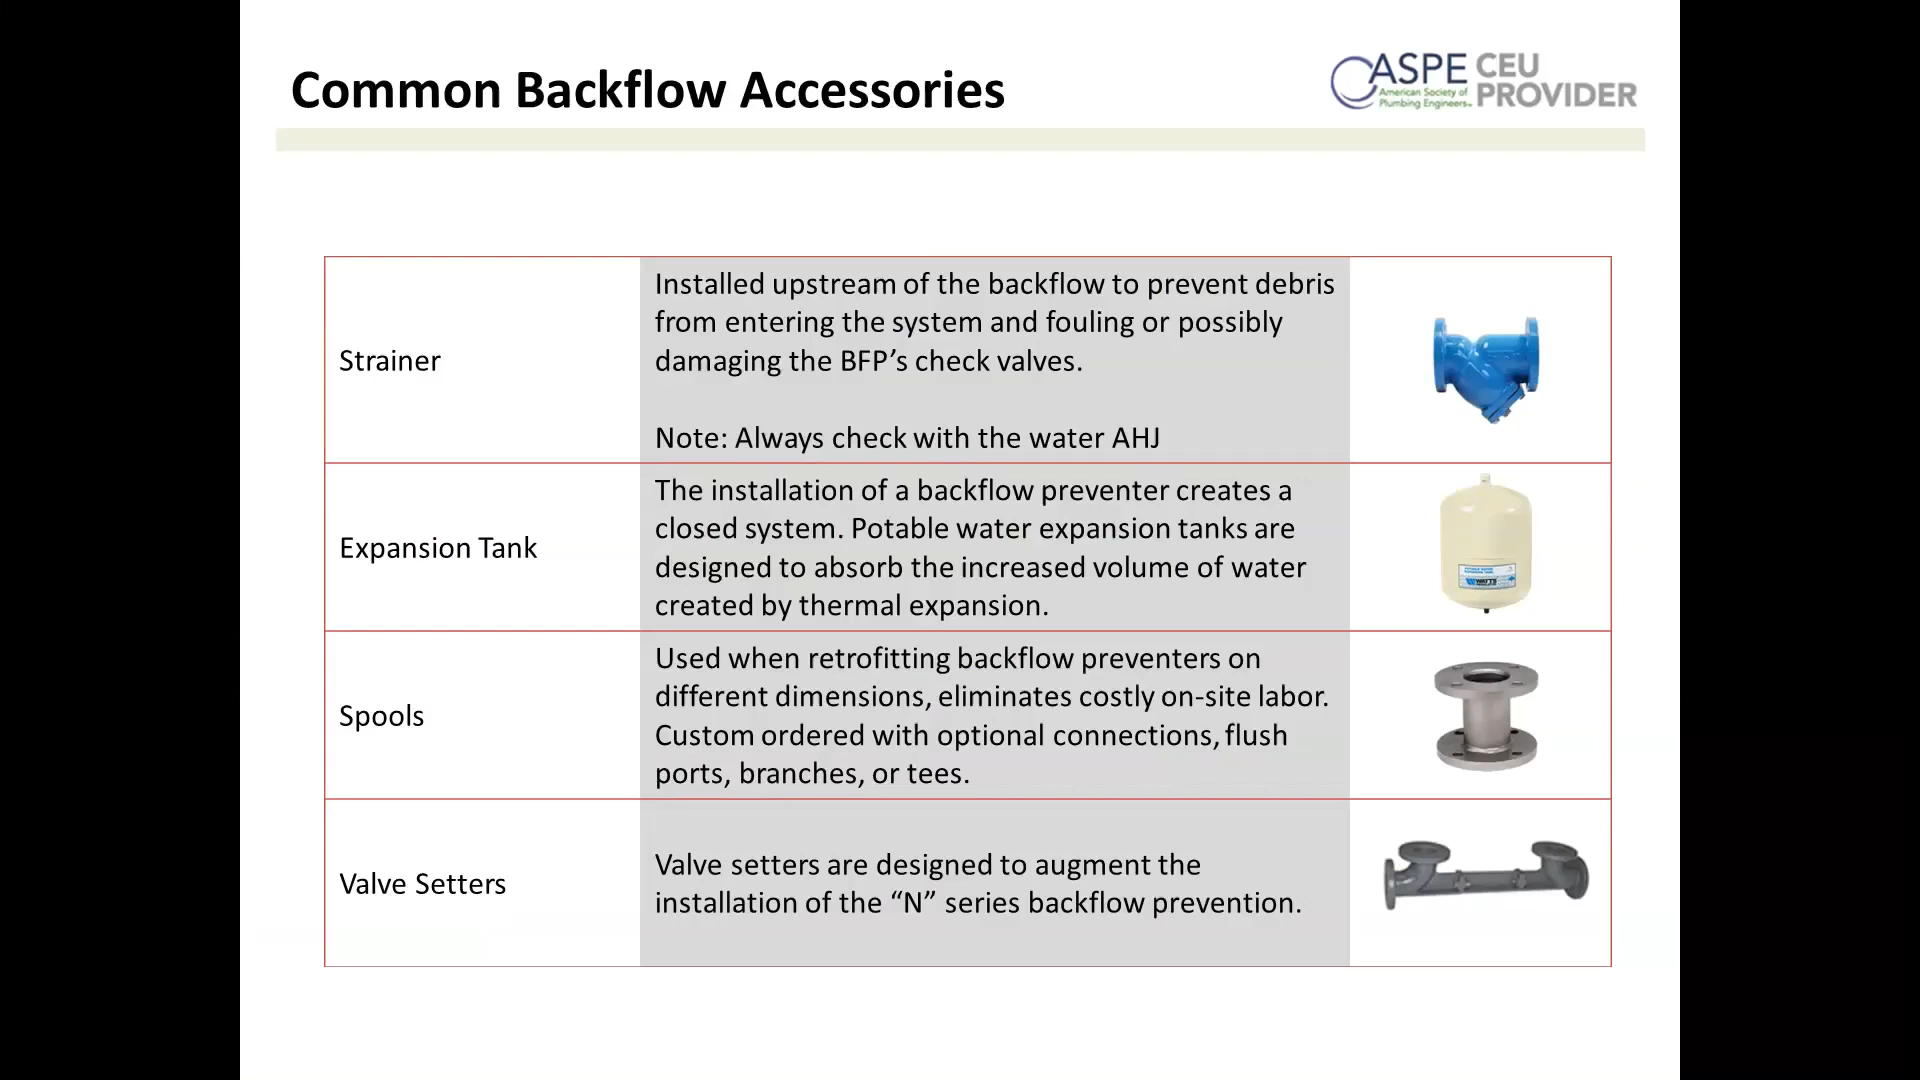 Common Backflow Accessories
ASPE
American Society of
Plumbing Engineers
CEU
PROVIDER
Strainer
Installed upstream of the backflow to prevent debris
from entering the system and fouling or possibly
damaging the BFP’s check valves.
Note: Always check with the water AHJ
Expansion Tank
The installation of a backflow preventer creates a
closed system. Potable water expansion tanks are
designed to absorb the increased volume of water
created by thermal expansion.
WATTS
Spools
Used when retrofitting backflow preventers on
different dimensions, eliminates costly on-site labor.
Custom ordered with optional connections, flush
ports, branches, or tees.
Valve Setters
Valve setters are designed to augment the
installation of the “N” series backflow prevention.